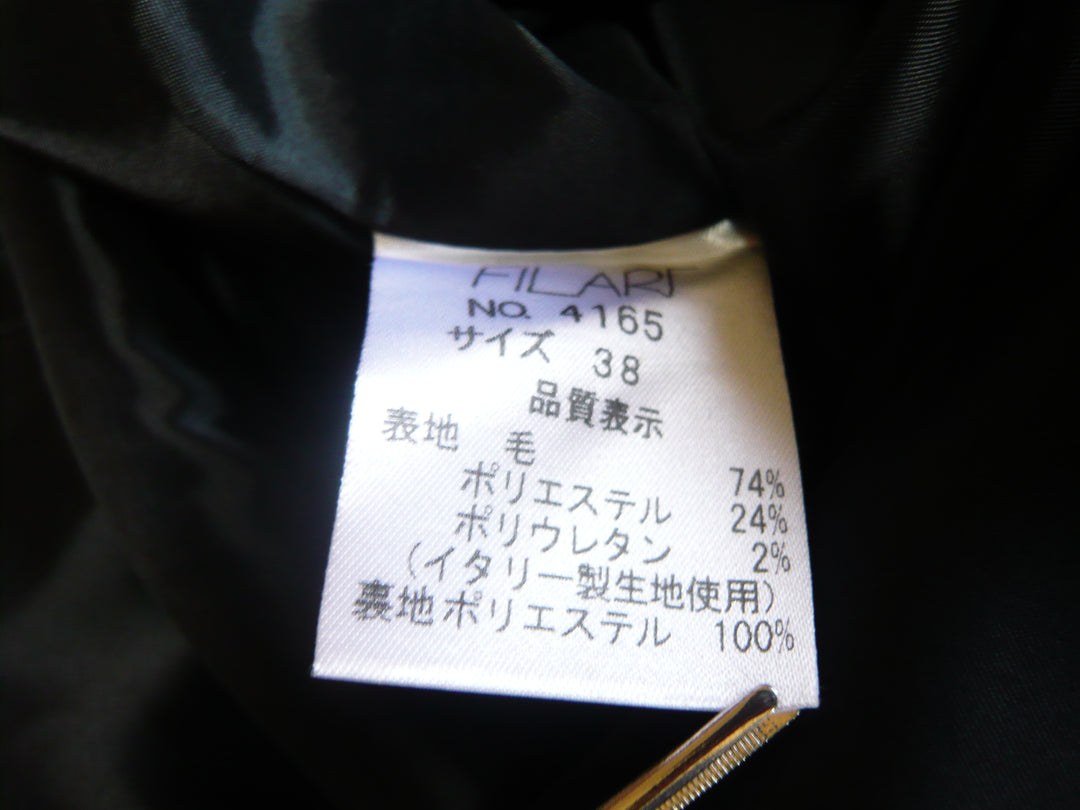 FILARE
NO. 4165
サイズ 38
品質表示
表地 毛 74%
ポリエステル 24%
ポリウレタン 2%
(イタリー製生地使用)
裏地 ポリエステル 100%